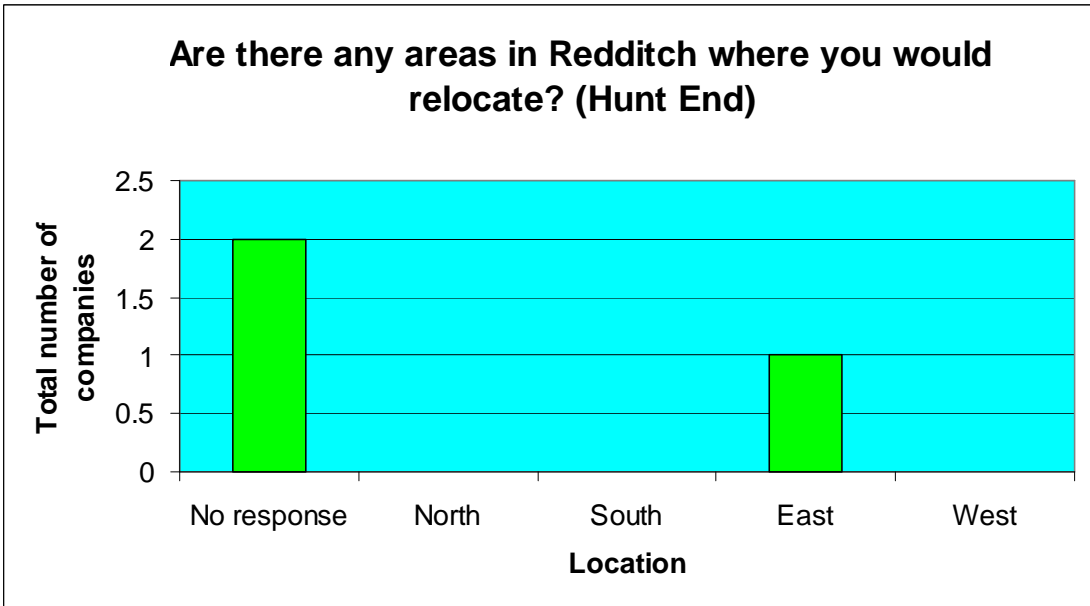 Are there any areas in Redditch where you would
relocate? (Hunt End)
2.5
2
1.5
1
0.5
0
Total number of
companies
No response
North
South
East
West
Location